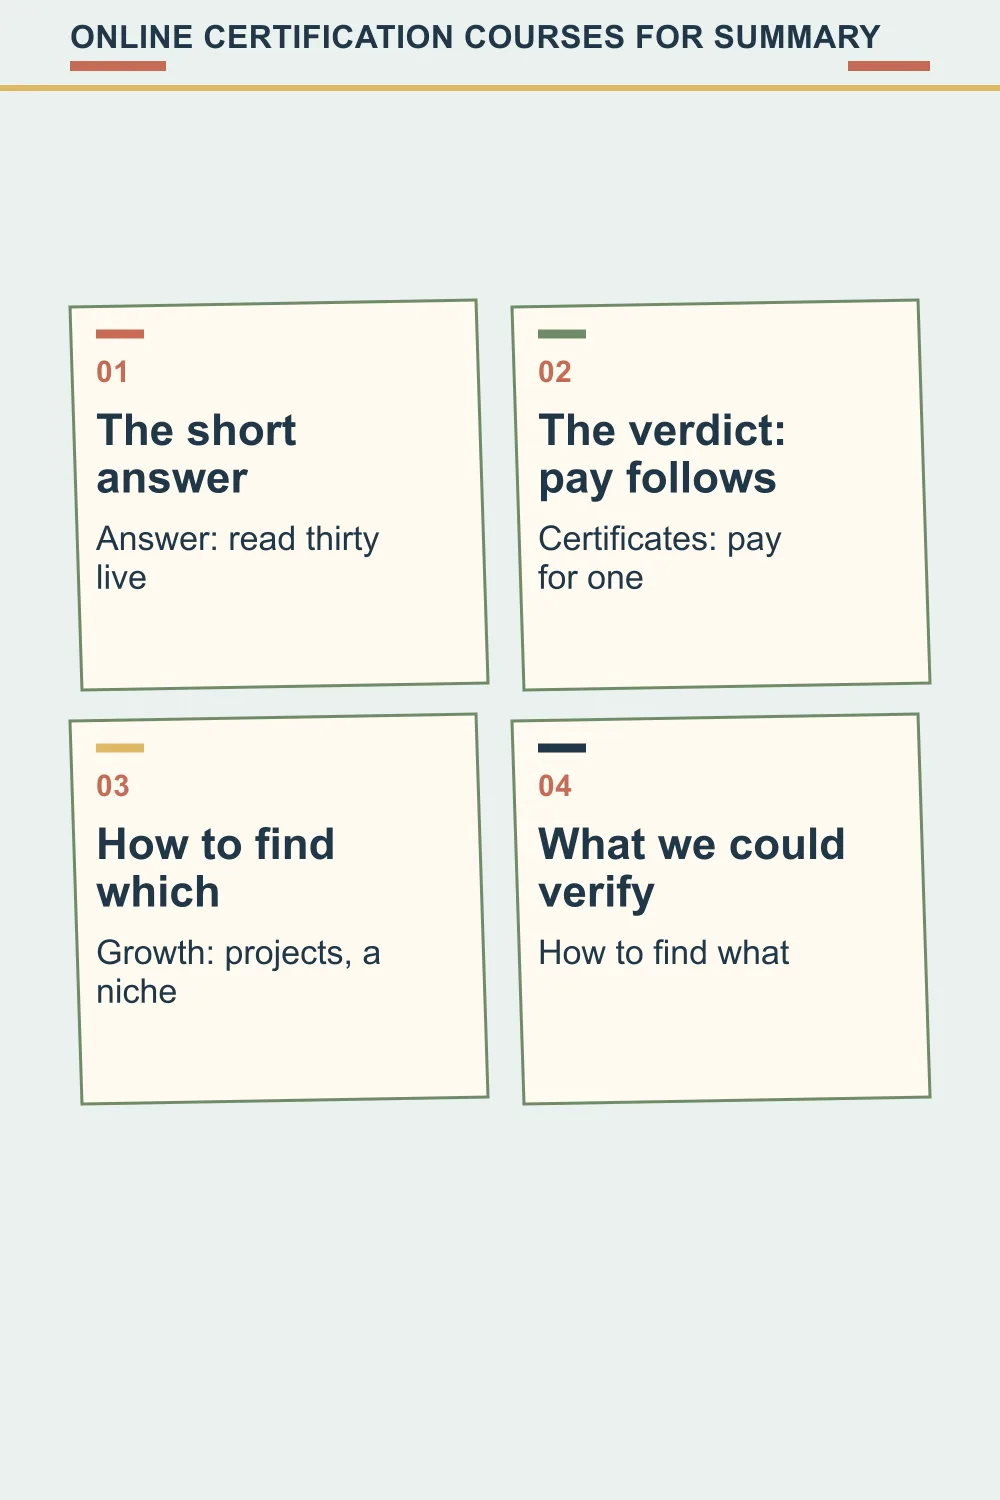 ONLINE CERTIFICATION COURSES FOR SUMMARY
01
The short
answer
Answer: read thirty
live
02
The verdict:
pay follows
Certificates: pay
for one
03
How to find
which
Growth: projects, a
niche
04
What we could
verify
How to find what